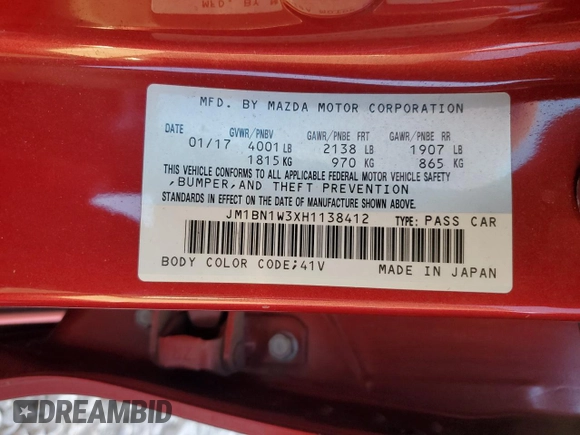 MFD. BY MAZDA MOTOR CORPORATION
DATE GVWR/PNBV GAWR/PNBE FRT GAWR/PNBE RR
01/17 4001 LB 2138 LB 1907 LB
1815 KG 970 KG 865 KG
THIS VEHICLE CONFORMS TO ALL APPLICABLE FEDERAL MOTOR VEHICLE SAFETY
,BUMPER,AND THEFT PREVENTION
STANDARDS IN EFFECT ON THE DATE OF MANUFACTURE SHOWN ABOVE.
JM1BN1W3XH1138412 TYPE: PASS CAR
BODY COLOR CODE;41V MADE IN JAPAN
DREAMBID